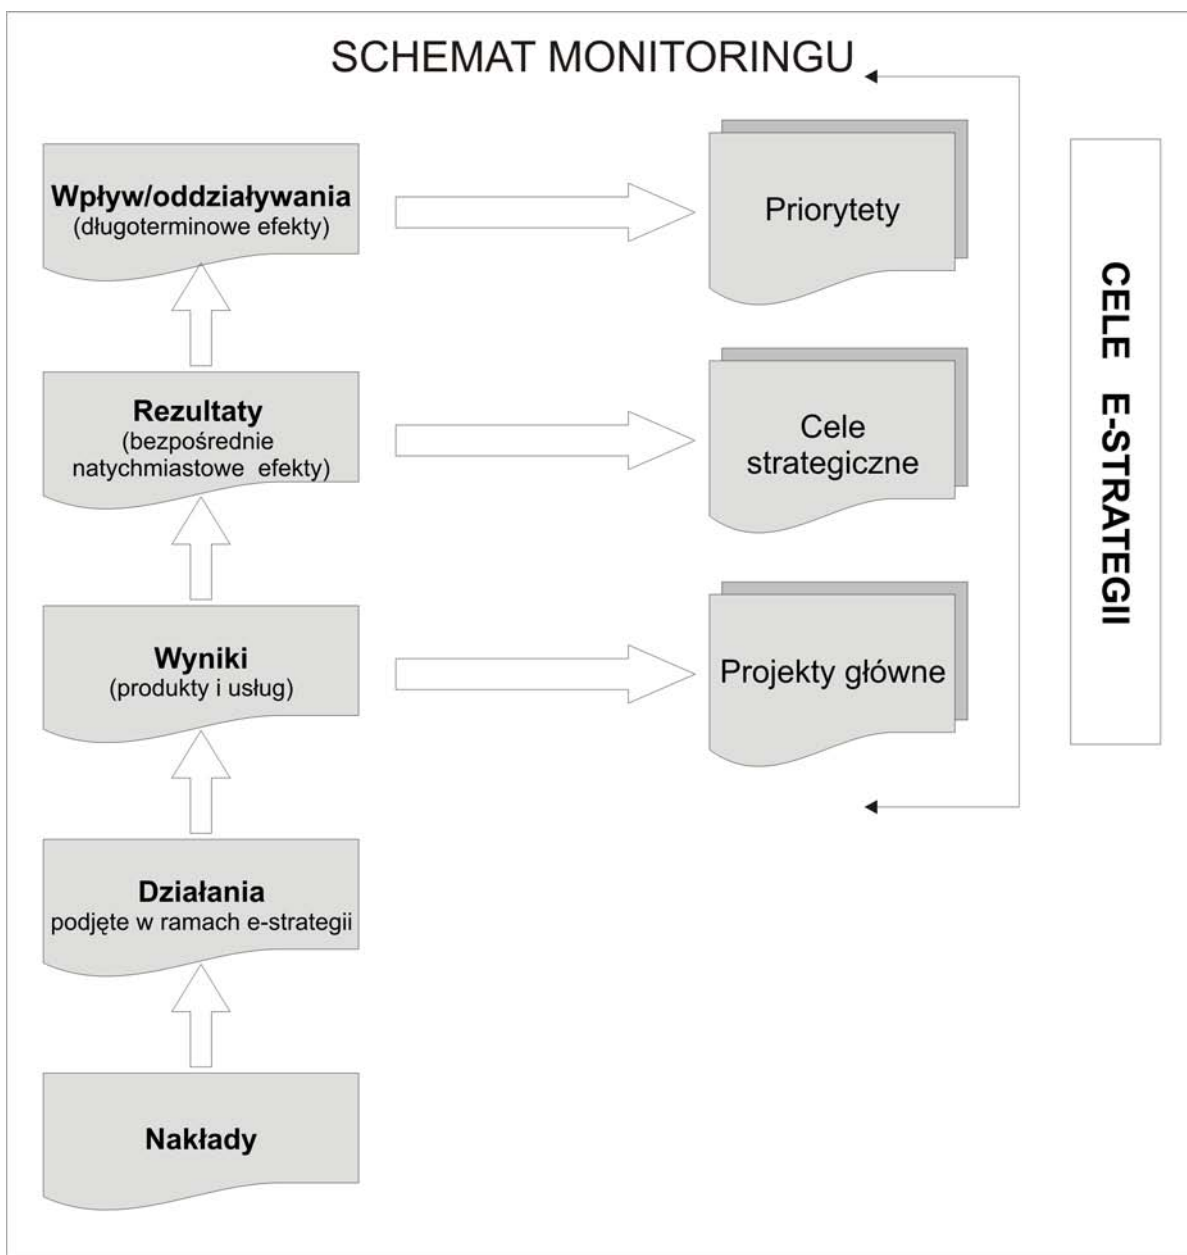 SCHEMAT MONITORINGU
Wpływ/oddziaływania
(długoterminowe efekty)
Priorytety
Rezultaty
(bezpośrednie
natychmiastowe efekty)
Cele
strategiczne
Wyniki
(produkty i usług)
Projekty główne
Działania
podjęte w ramach e-strategii
Nakłady
CELE E-STRATEGII